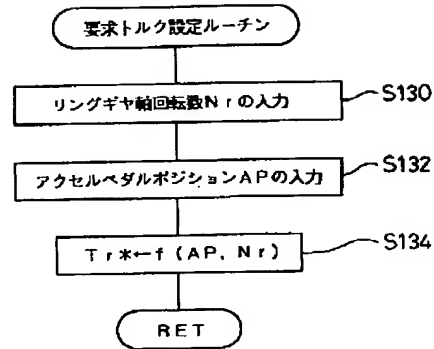 要求トルク設定ルーチン
リングギヤ軸回転数Nrの入力
S130
アクセルペダルポジションAPの入力
S132
Tr*←f(AP,Nr)
S134
RET